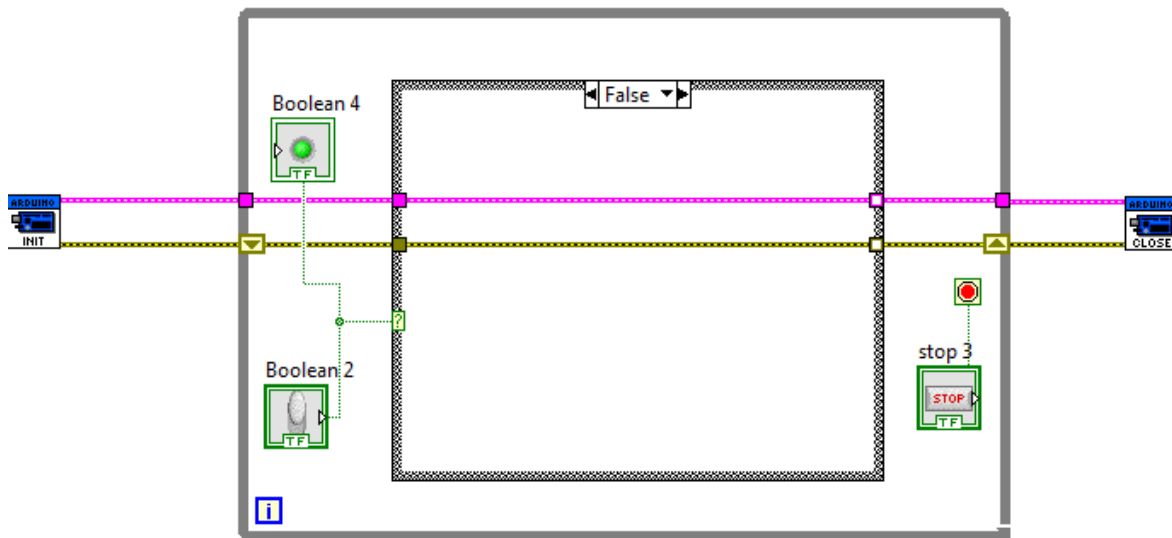 False
Boolean 4
TF
ARDUINO
INIT
ARDUINO
CLOSE
?
stop 3
STOP
TF
Boolean 2
TF
i